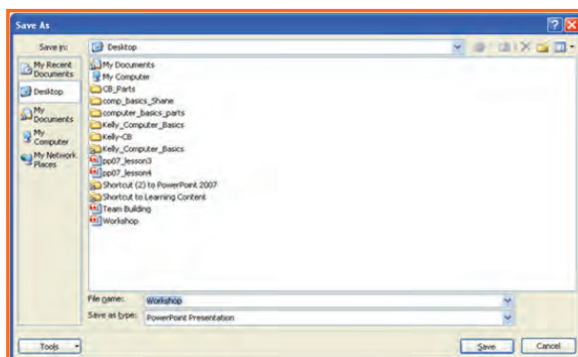 Save As
Save in: Desktop
My Recent Documents
Desktop
My Documents
My Computer
My Network Places
My Documents
My Computer
CB_Parts
comp_basics_Shane
computer_basics_parts
Kelly_Computer_Basics
Kelly-CB
Kelly_Computer_Basics
pp07_lesson3
pp07_lesson4
Shortcut (2) to PowerPoint 2007
Shortcut to Learning Content
Team Building
Workshop
File name: Workshop
Save as type: PowerPoint Presentation
Tools
Save
Cancel